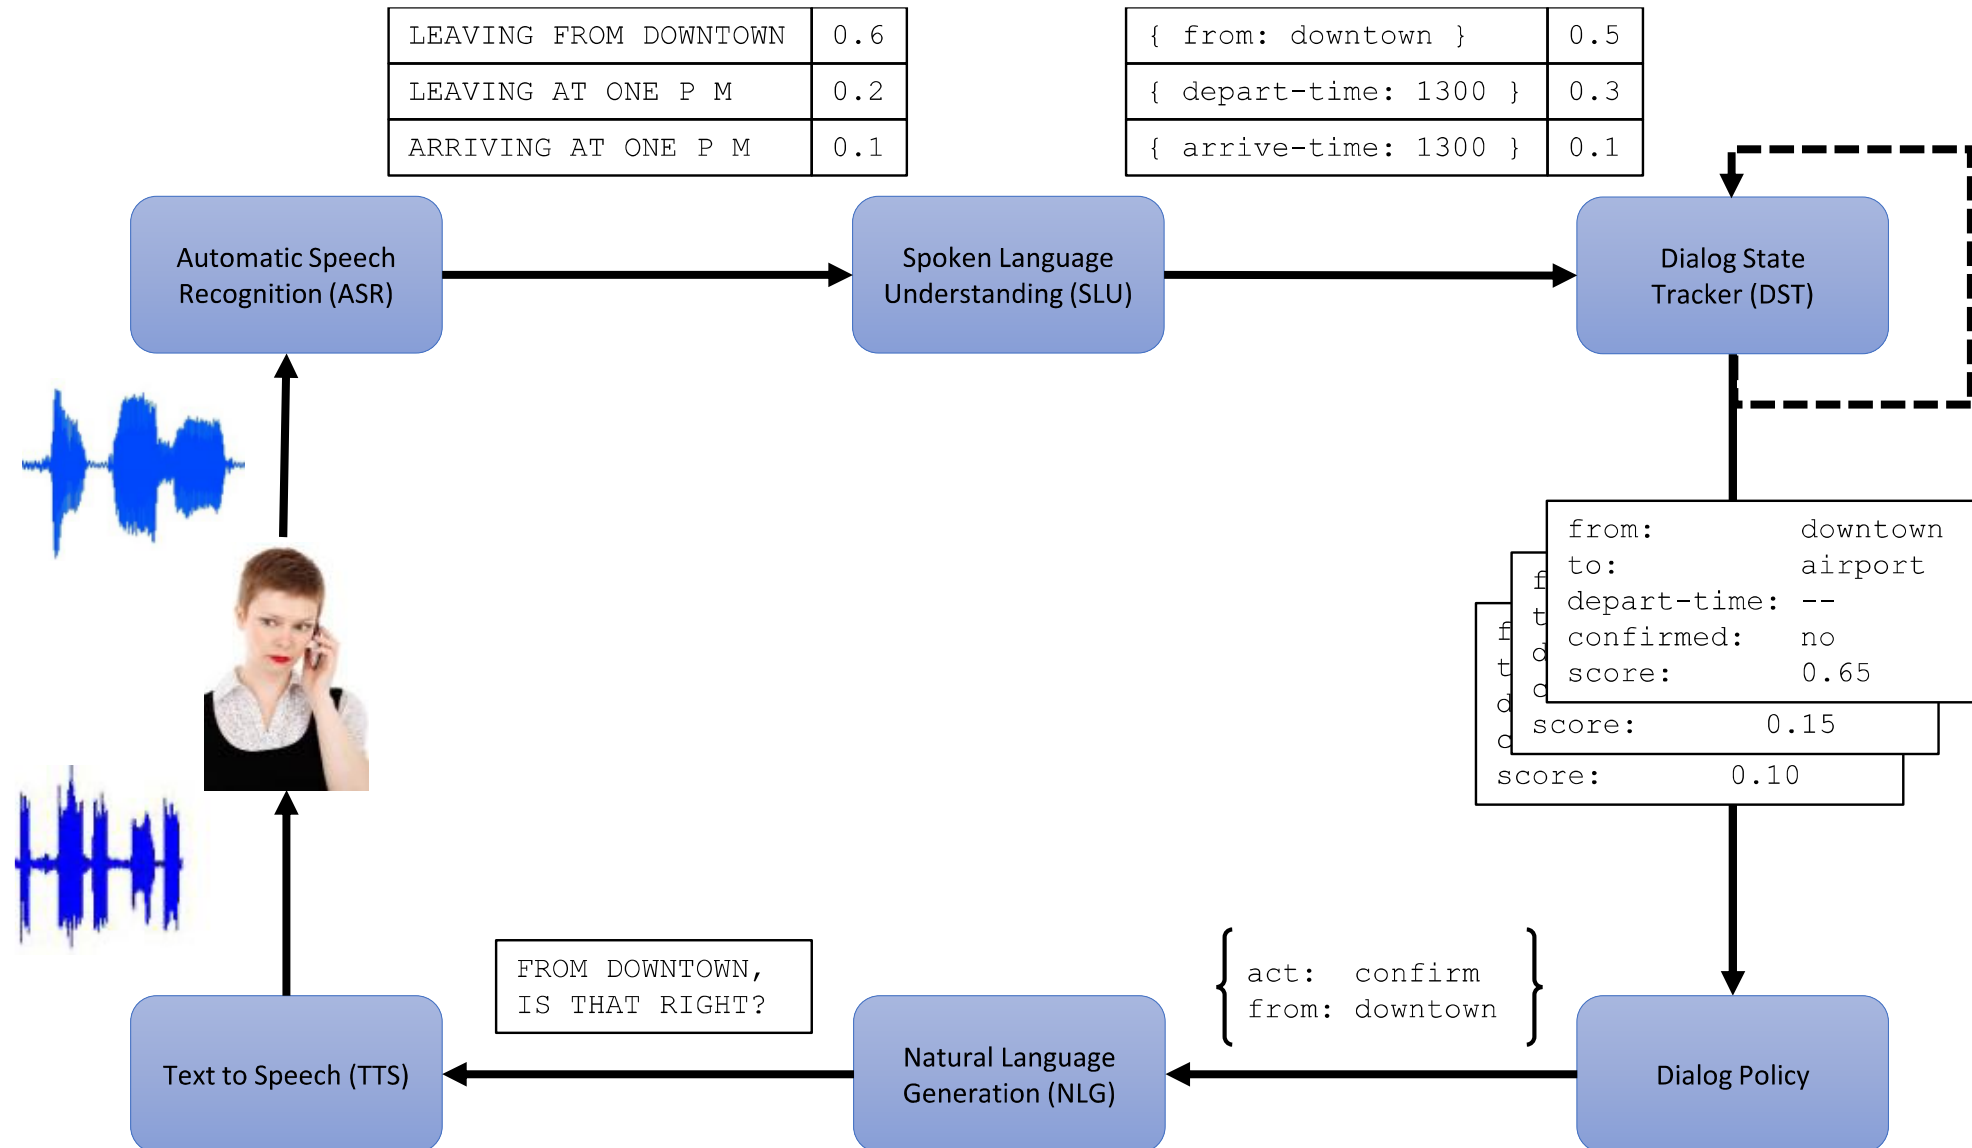 LEAVING FROM DOWNTOWN 0.6
LEAVING AT ONE P M 0.2
ARRIVING AT ONE P M 0.1
{ from: downtown } 0.5
{ depart-time: 1300 } 0.3
{ arrive-time: 1300 } 0.1
Automatic Speech
Recognition (ASR)
Spoken Language
Understanding (SLU)
Dialog State
Tracker (DST)
from: downtown
to: airport
depart-time: --
confirmed: no
score: 0.65
f
t
d
c
score: 0.15
f
t
d
c
score: 0.10
act: confirm
from: downtown
FROM DOWNTOWN,
IS THAT RIGHT?
Text to Speech (TTS)
Natural Language
Generation (NLG)
Dialog Policy